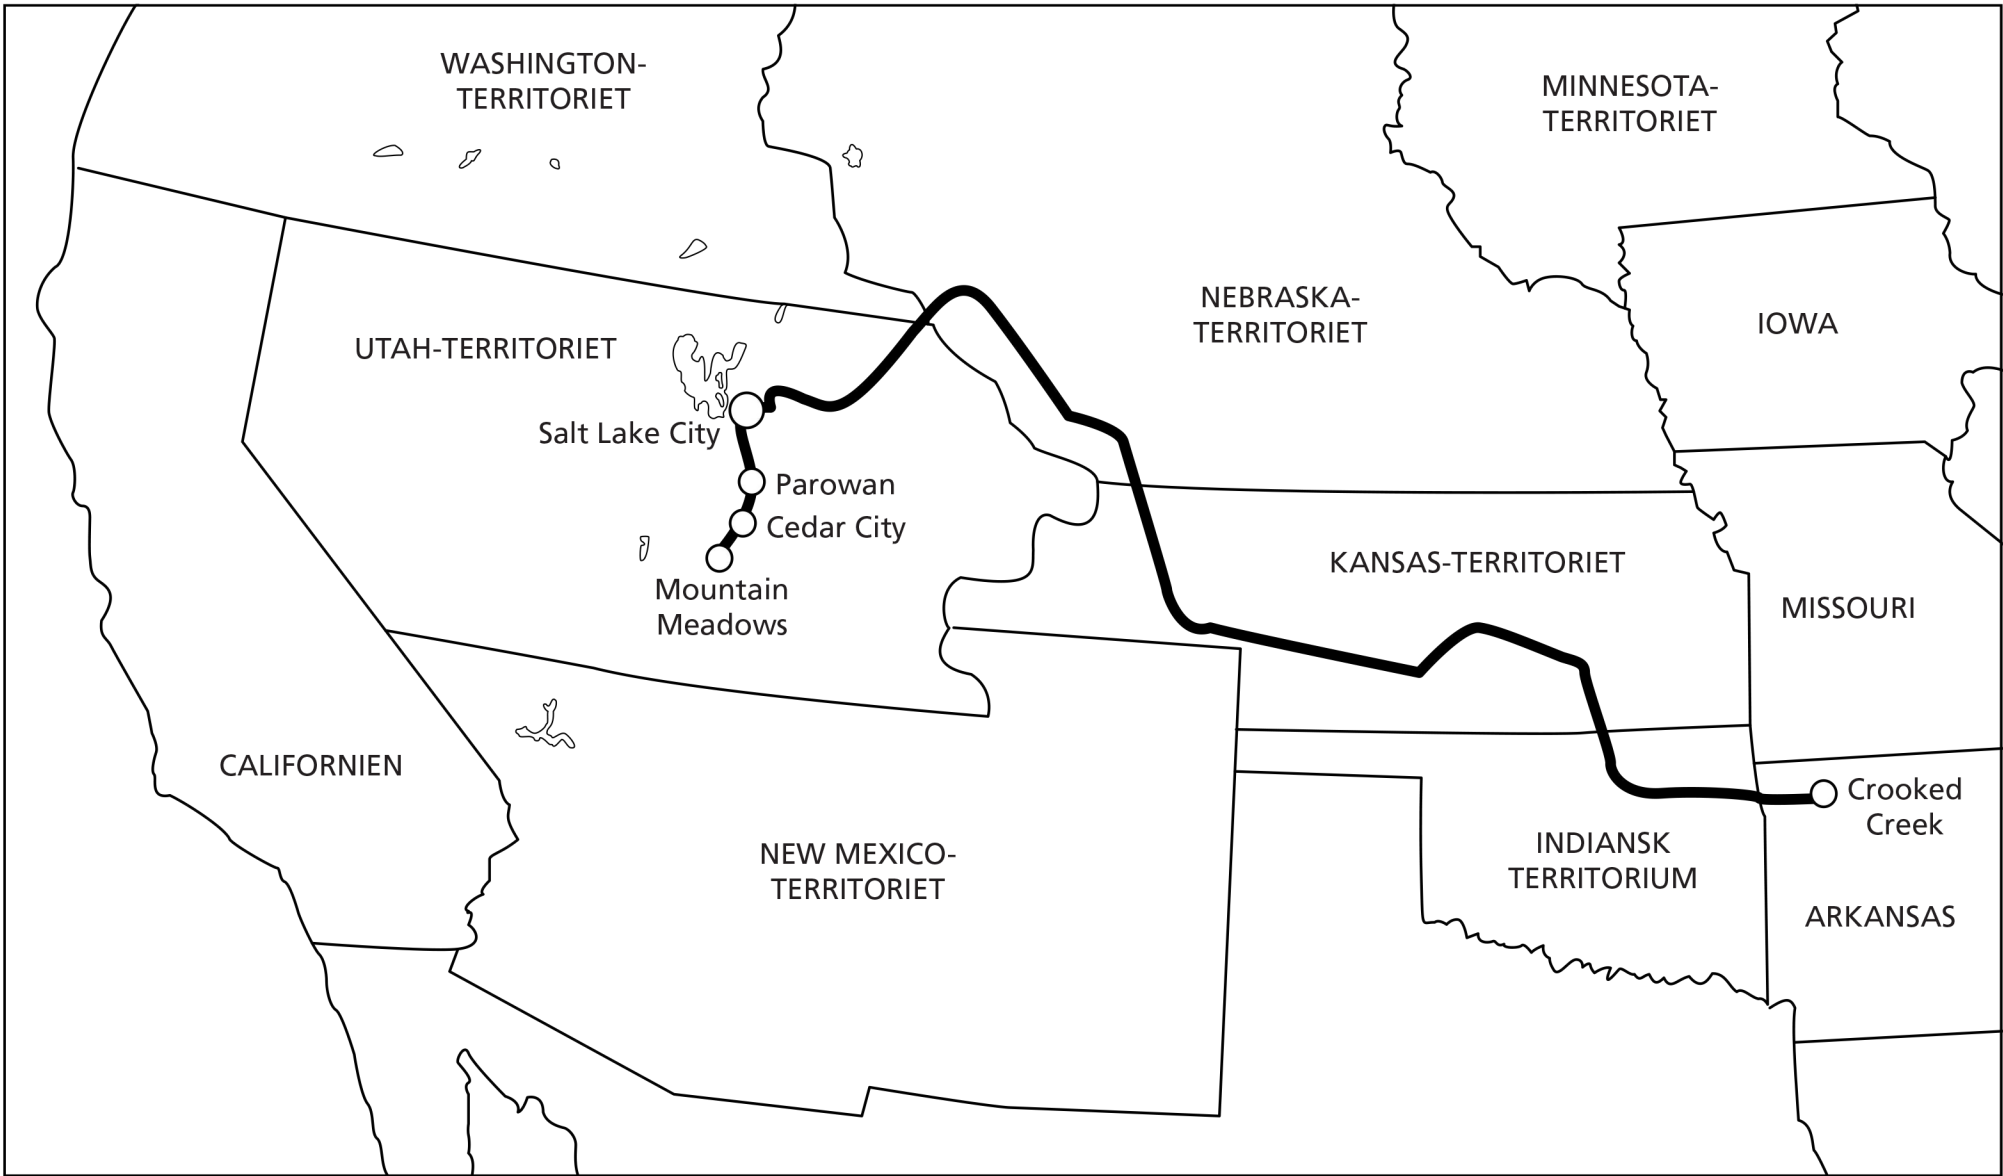 WASHINGTON-
TERRITORIET
MINNESOTA-
TERRITORIET
NEBRASKA-
TERRITORIET
IOWA
UTAH-TERRITORIET
Salt Lake City
Parowan
Cedar City
Mountain
Meadows
KANSAS-TERRITORIET
MISSOURI
CALIFORNIEN
Crooked
Creek
NEW MEXICO-
TERRITORIET
INDIANSK
TERRITORIUM
ARKANSAS